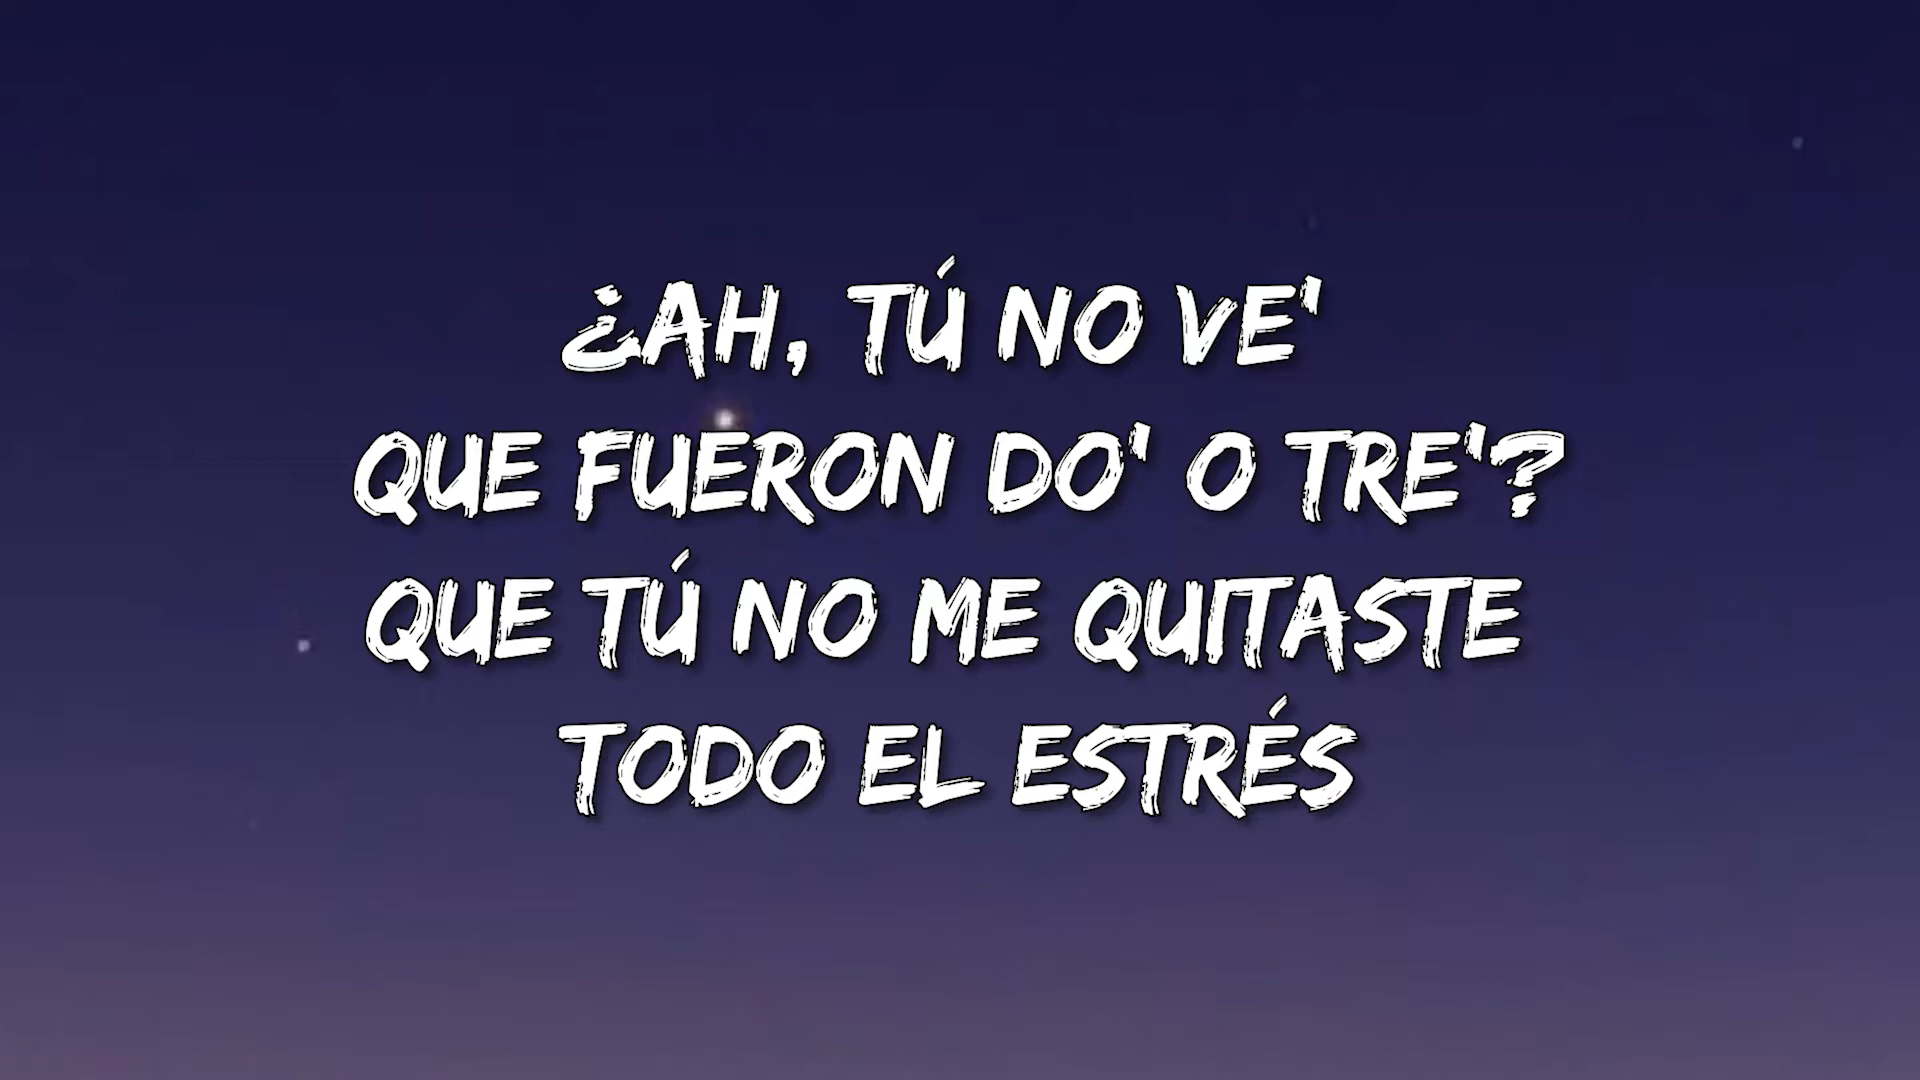 ¿AH, TÚ NO VE'
QUE FUERON DO' O TRE'?
QUE TÚ NO ME QUITASTE
TODO EL ESTRÉS